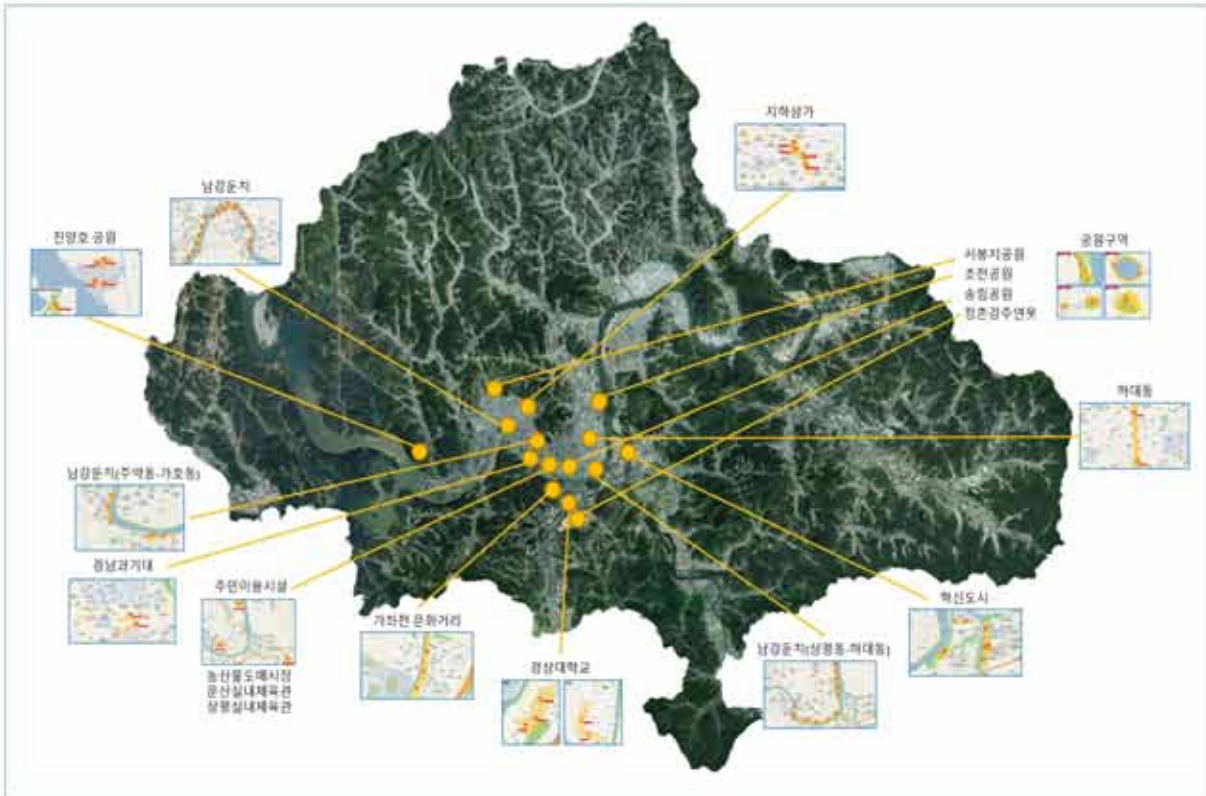 지하상가
남강둔치
진양호 공원
서봉지공원
초전공원
송림공원
정촌강주연못
공원구역
하대동
남강둔치(주약동-가호동)
경남과기대
주민이용시설
농산물도매시장
문산실내체육관
상평실내체육관
가좌천 문화거리
경상대학교
남강둔치(상평동-하대동)
혁신도시